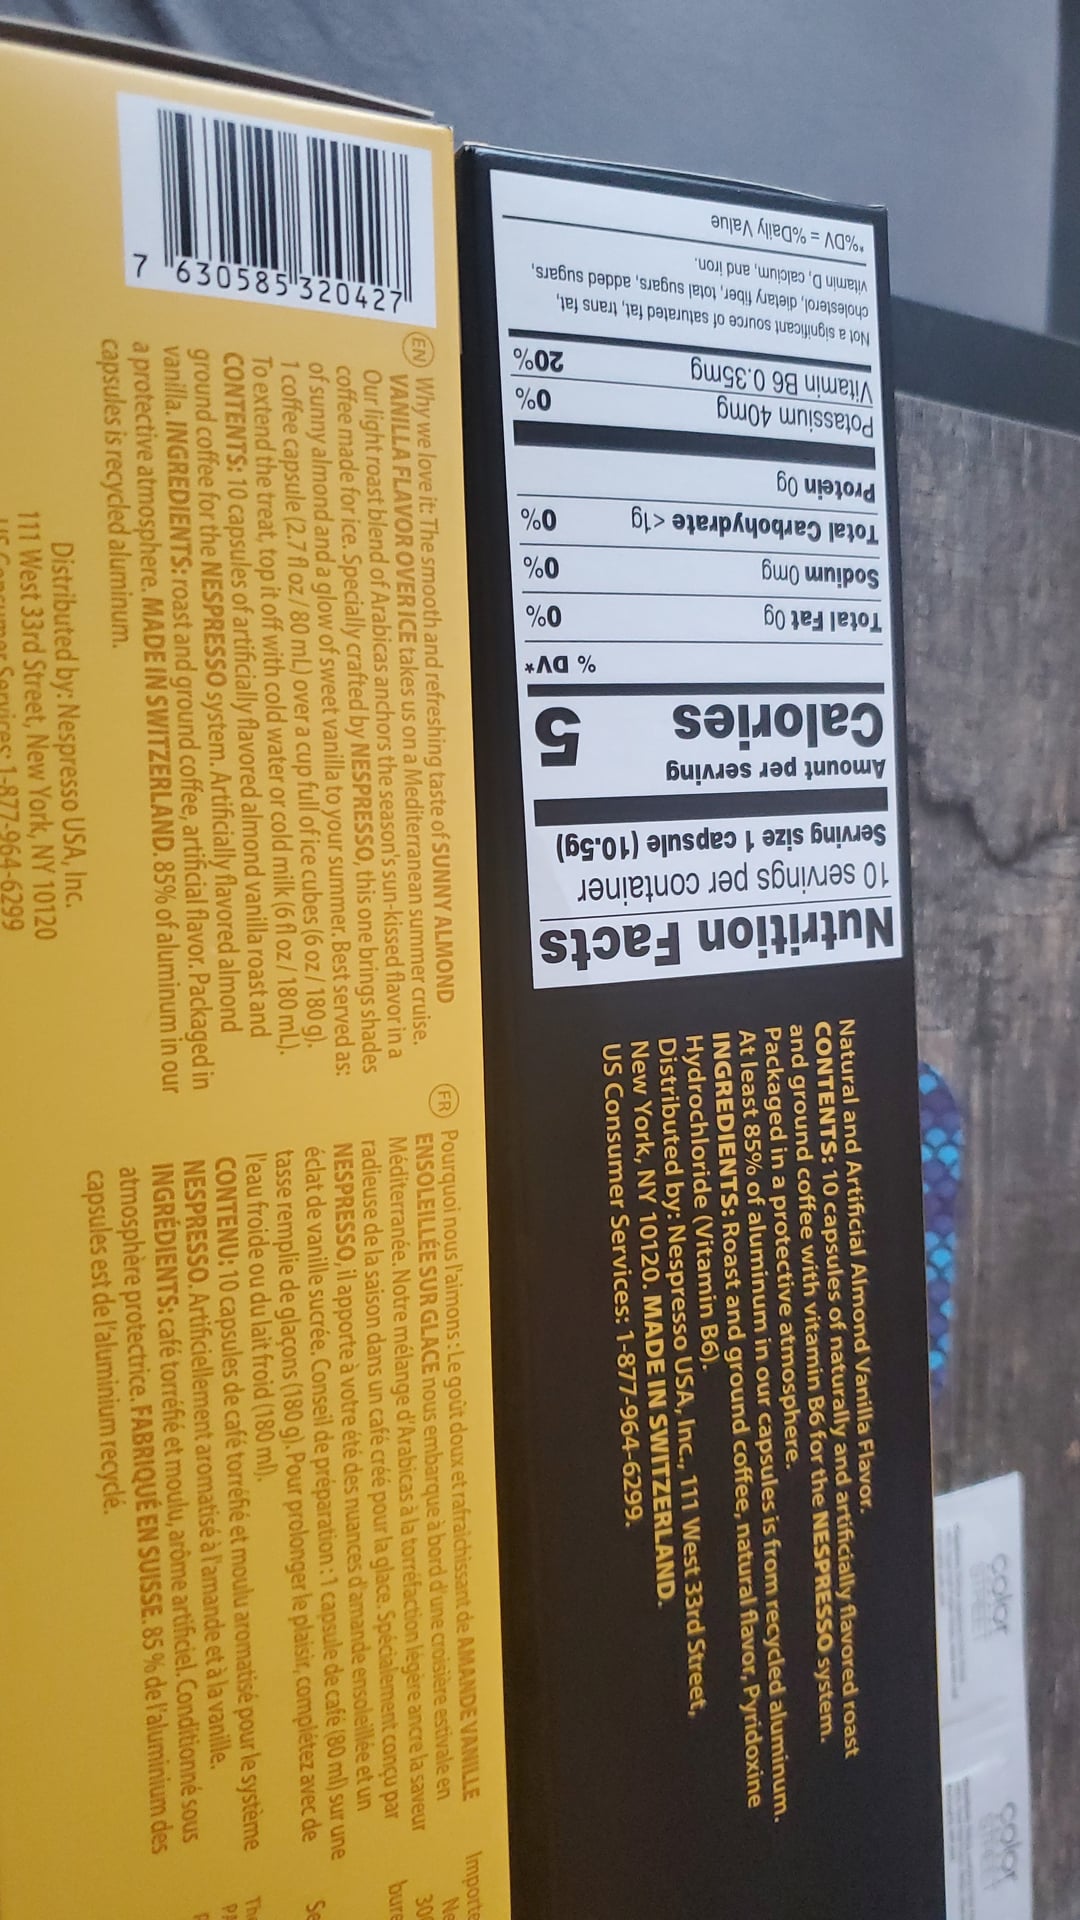 Nutrition Facts
10 servings per container
Serving size 1 capsule (10.5g)
Amount per serving
Calories 5
% DV*
Total Fat 0g 0%
Sodium 0mg 0%
Total Carbohydrate <1g 0%
Protein 0g
Potassium 40mg 0%
Vitamin B6 0.35mg 20%
Not a significant source of saturated fat, trans fat,
cholesterol, dietary fiber, total sugars, added sugars,
vitamin D, calcium, and iron.
*%DV = %Daily Value
Natural and Artificial Almond Vanilla Flavor.
CONTENTS: 10 capsules of naturally and artificially flavored roast
and ground coffee with vitamin B6 for the NESPRESSO system.
Packaged in a protective atmosphere.
At least 85% of aluminum in our capsules is from recycled aluminum.
INGREDIENTS: Roast and ground coffee, natural flavor, Pyridoxine
Hydrochloride (Vitamin B6).
Distributed by: Nespresso USA, Inc., 111 West 33rd Street,
New York, NY 10120. MADE IN SWITZERLAND.
US Consumer Services: 1-877-964-6299.
7 630585 320427
EN Why we love it: The smooth and refreshing taste of SUNNY ALMOND
VANILLA FLAVOR OVER ICE takes us on a Mediterranean summer cruise.
Our light roast blend of Arabicas anchors the season's sun-kissed flavor in a
coffee made for ice. Specially crafted by NESPRESSO, this one brings shades
of sunny almond and a glow of sweet vanilla to your summer. Best served as:
1 coffee capsule (2.7 fl oz / 80 mL) over a cup full of ice cubes (6 oz / 180 g).
To extend the treat, top it off with cold water or cold milk (6 fl oz / 180 mL).
CONTENTS: 10 capsules of artificially flavored almond vanilla roast and
ground coffee for the NESPRESSO system. Artificially flavored almond
vanilla. INGREDIENTS: roast and ground coffee, artificial flavor. Packaged in
a protective atmosphere. MADE IN SWITZERLAND. 85% of aluminum in our
capsules is recycled aluminum.
Distributed by: Nespresso USA, Inc.
111 West 33rd Street, New York, NY 10120
US Consumer Services: 1-877-964-6299
FR Pourquoi nous l'aimons : Le goût doux et rafraîchissant de AMANDE VANILLE
ENSOLEILLÉE SUR GLACE nous embarque à bord d'une croisière estivale en
Méditerranée. Notre mélange d'Arabicas à la torréfaction légère ancre la saveur
radieuse de la saison dans un café créé pour la glace. Spécialement conçu par
NESPRESSO, il apporte à votre été des nuances d'amande ensoleillée et un
éclat de vanille sucrée. Conseil de préparation : 1 capsule de café (80 ml) sur une
tasse remplie de glaçons (180 g). Pour prolonger le plaisir, complétez avec de
l'eau froide ou du lait froid (180 ml).
CONTENU: 10 capsules de café torréfié et moulu aromatisé pour le système
NESPRESSO. Artificiellement aromatisé à l'amande et à la vanille.
INGRÉDIENTS: café torréfié et moulu, arôme artificiel. Conditionné sous
atmosphère protectrice. FABRIQUÉ EN SUISSE. 85 % de l'aluminium des
capsules est de l'aluminium recyclé.
Importe
Ne
300
bure
Se
The
PA
color
color